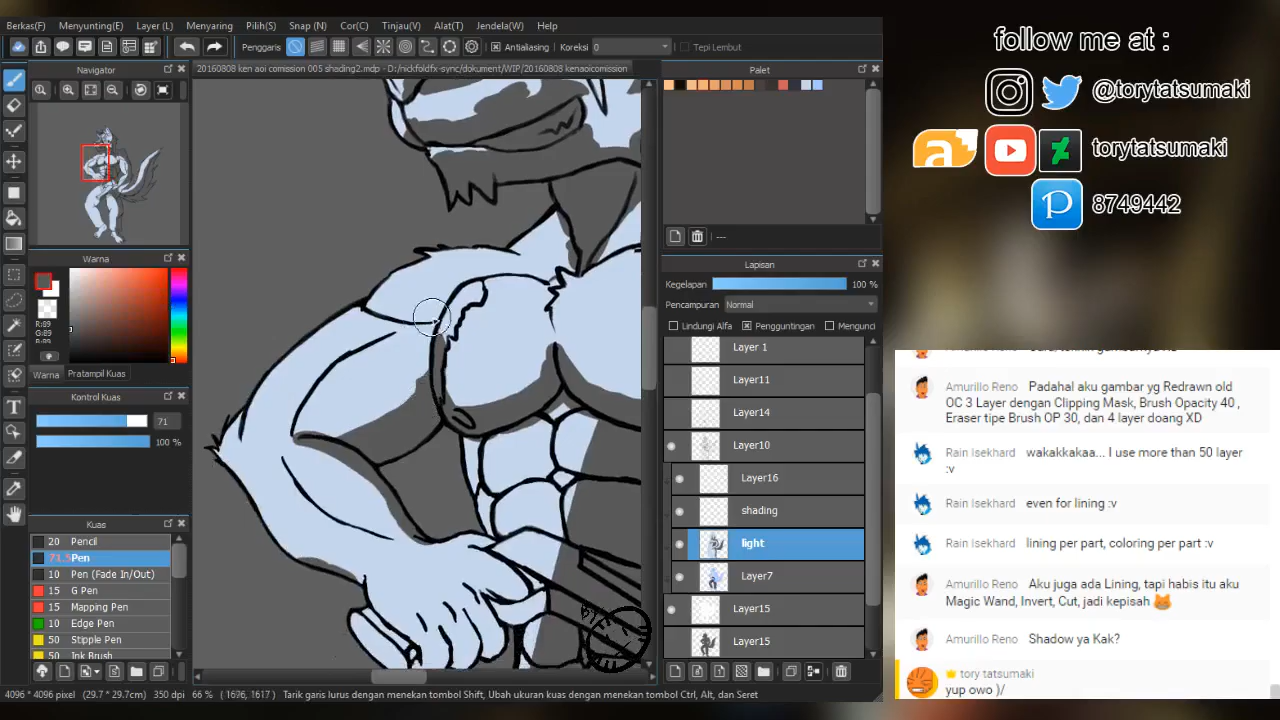 Berkas(F) Menyunting(E) Layer (L) Menyaring Pilih(S) Snap (N) Cor(C) Tinjau(V) Alat(T) Jendela(W) Help
Penggaris Antialiasing Koreksi 0 Tepi Lembut
Navigator
20160808 ken aoi comission 005 shading2.mdp - D:/nickfoldfx-sync/dokument/WIP/20160808 kenaoicomission
Palet
---
Warna
R:89
G:89
B:89
Warna Pratampil Kuas
Kontrol Kuas
71
100 %
Kuas
20 Pencil
71.5 Pen
10 Pen (Fade In/Out)
15 G Pen
15 Mapping Pen
10 Edge Pen
50 Stipple Pen
50 Ink Brush
Lapisan
Kegelapan 100 %
Pencampuran Normal
Lindungi Alfa Pengguntingan Mengunci
Layer 1
Layer11
Layer14
Layer10
Layer16
shading
light
Layer7
Layer15
Layer15
4096 * 4096 pixel (29.7 * 29.7cm) 350 dpi 66 % ( 1676, 1617 ) Tarik garis lurus dengan menekan tombol Shift, Ubah ukuran kuas dengan menekan tombol Ctrl, Alt, dan Seret
follow me at :
@torytatsumaki
torytatsumaki
8749442
Amurillo Reno Padahal aku gambar yg Redrawn old
OC 3 Layer dengan Clipping Mask, Brush Opacity 40 ,
Eraser tipe Brush OP 30, dan 4 layer doang XD
Rain Isekhard wakakkakaa... I use more than 50 layer
:v
Rain Isekhard even for lining :v
Rain Isekhard lining per part, coloring per part :v
Amurillo Reno Aku juga ada Lining, tapi habis itu aku
Magic Wand, Invert, Cut, jadi kepisah
Amurillo Reno Shadow ya Kak?
tory tatsumaki
yup owo )/